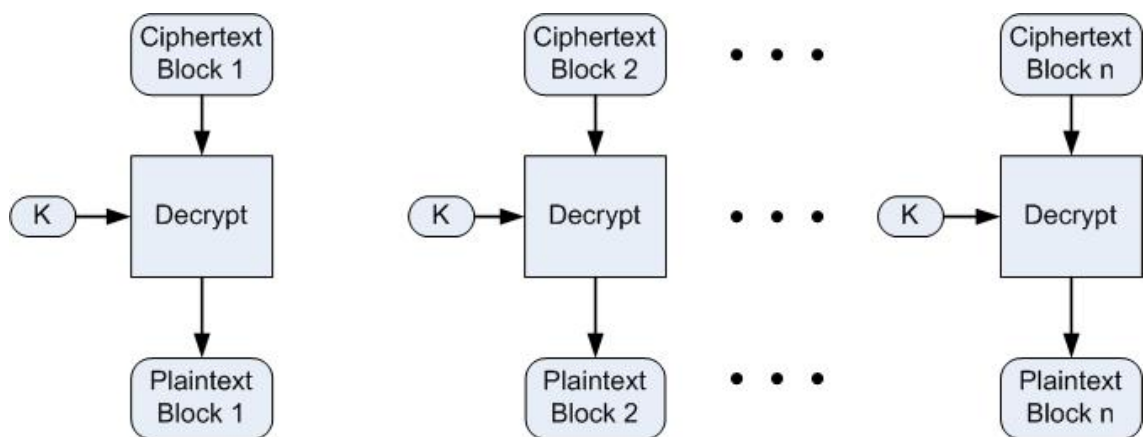 Ciphertext
Block 1
Ciphertext
Block 2
Ciphertext
Block n
K
Decrypt
K
Decrypt
K
Decrypt
Plaintext
Block 1
Plaintext
Block 2
Plaintext
Block n